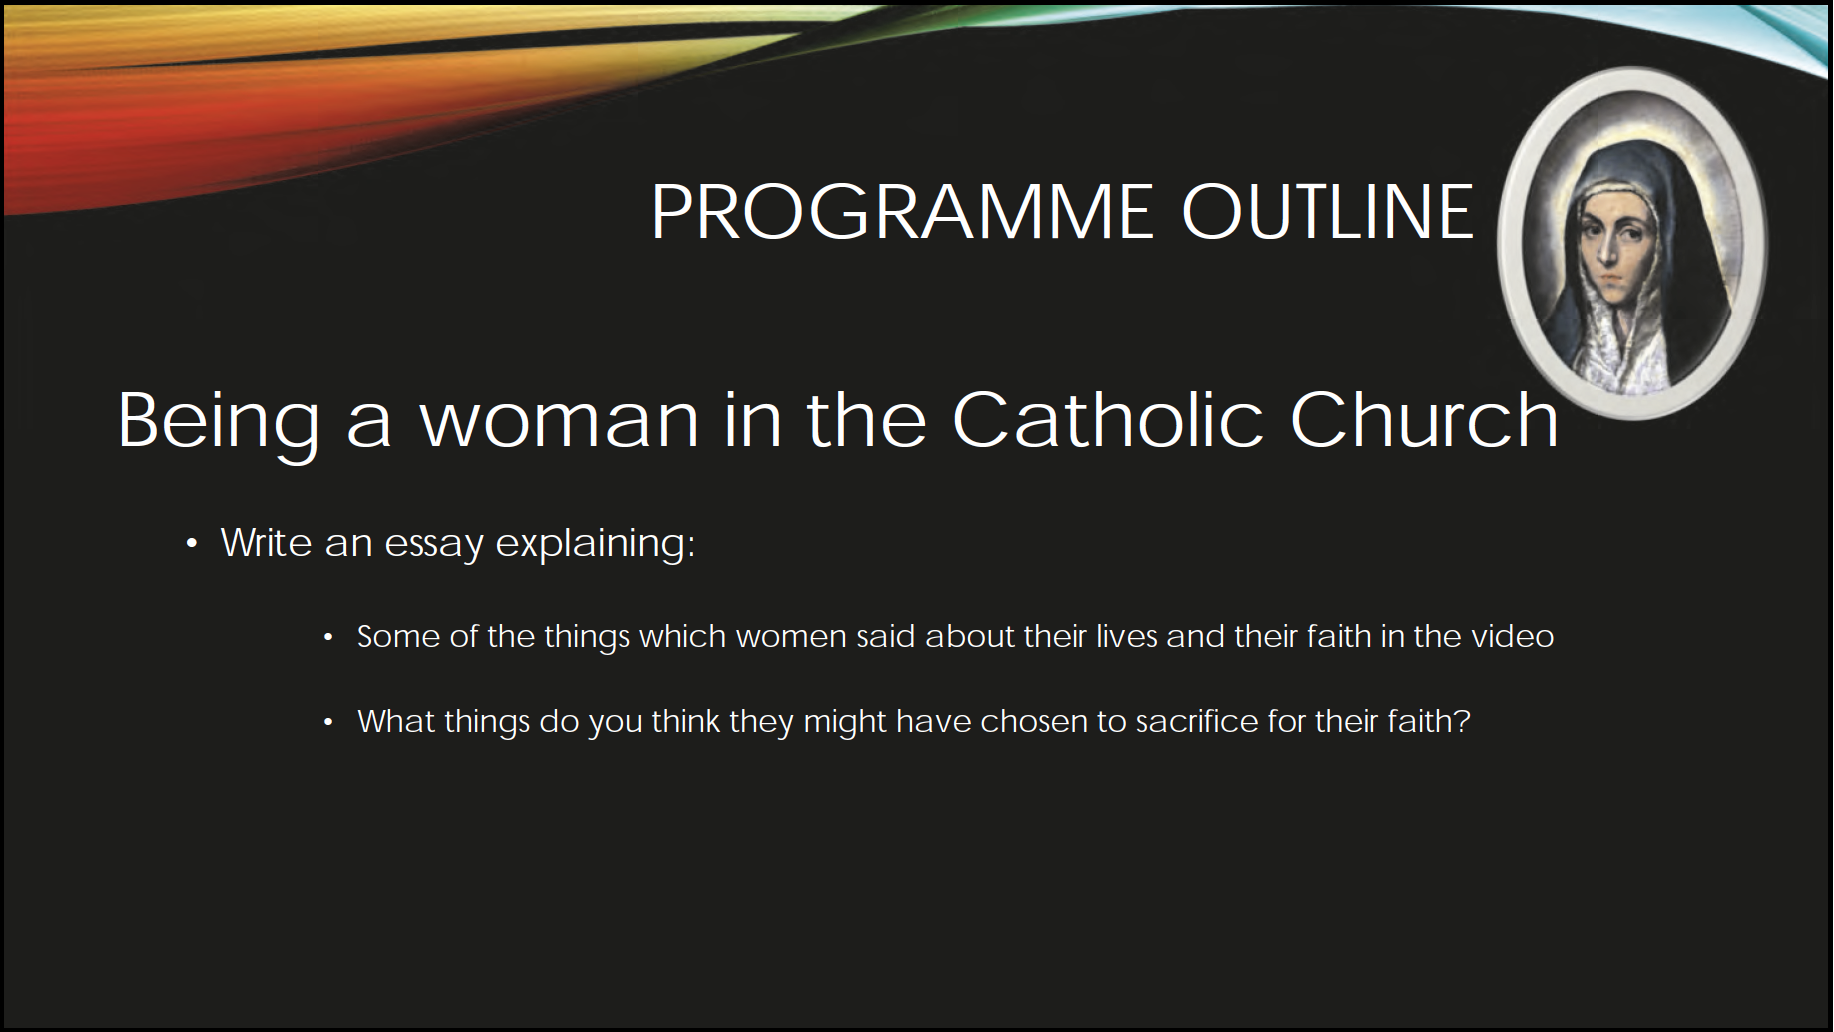 PROGRAMME OUTLINE
Being a woman in the Catholic Church
• Write an essay explaining:
• Some of the things which women said about their lives and their faith in the video
• What things do you think they might have chosen to sacrifice for their faith?